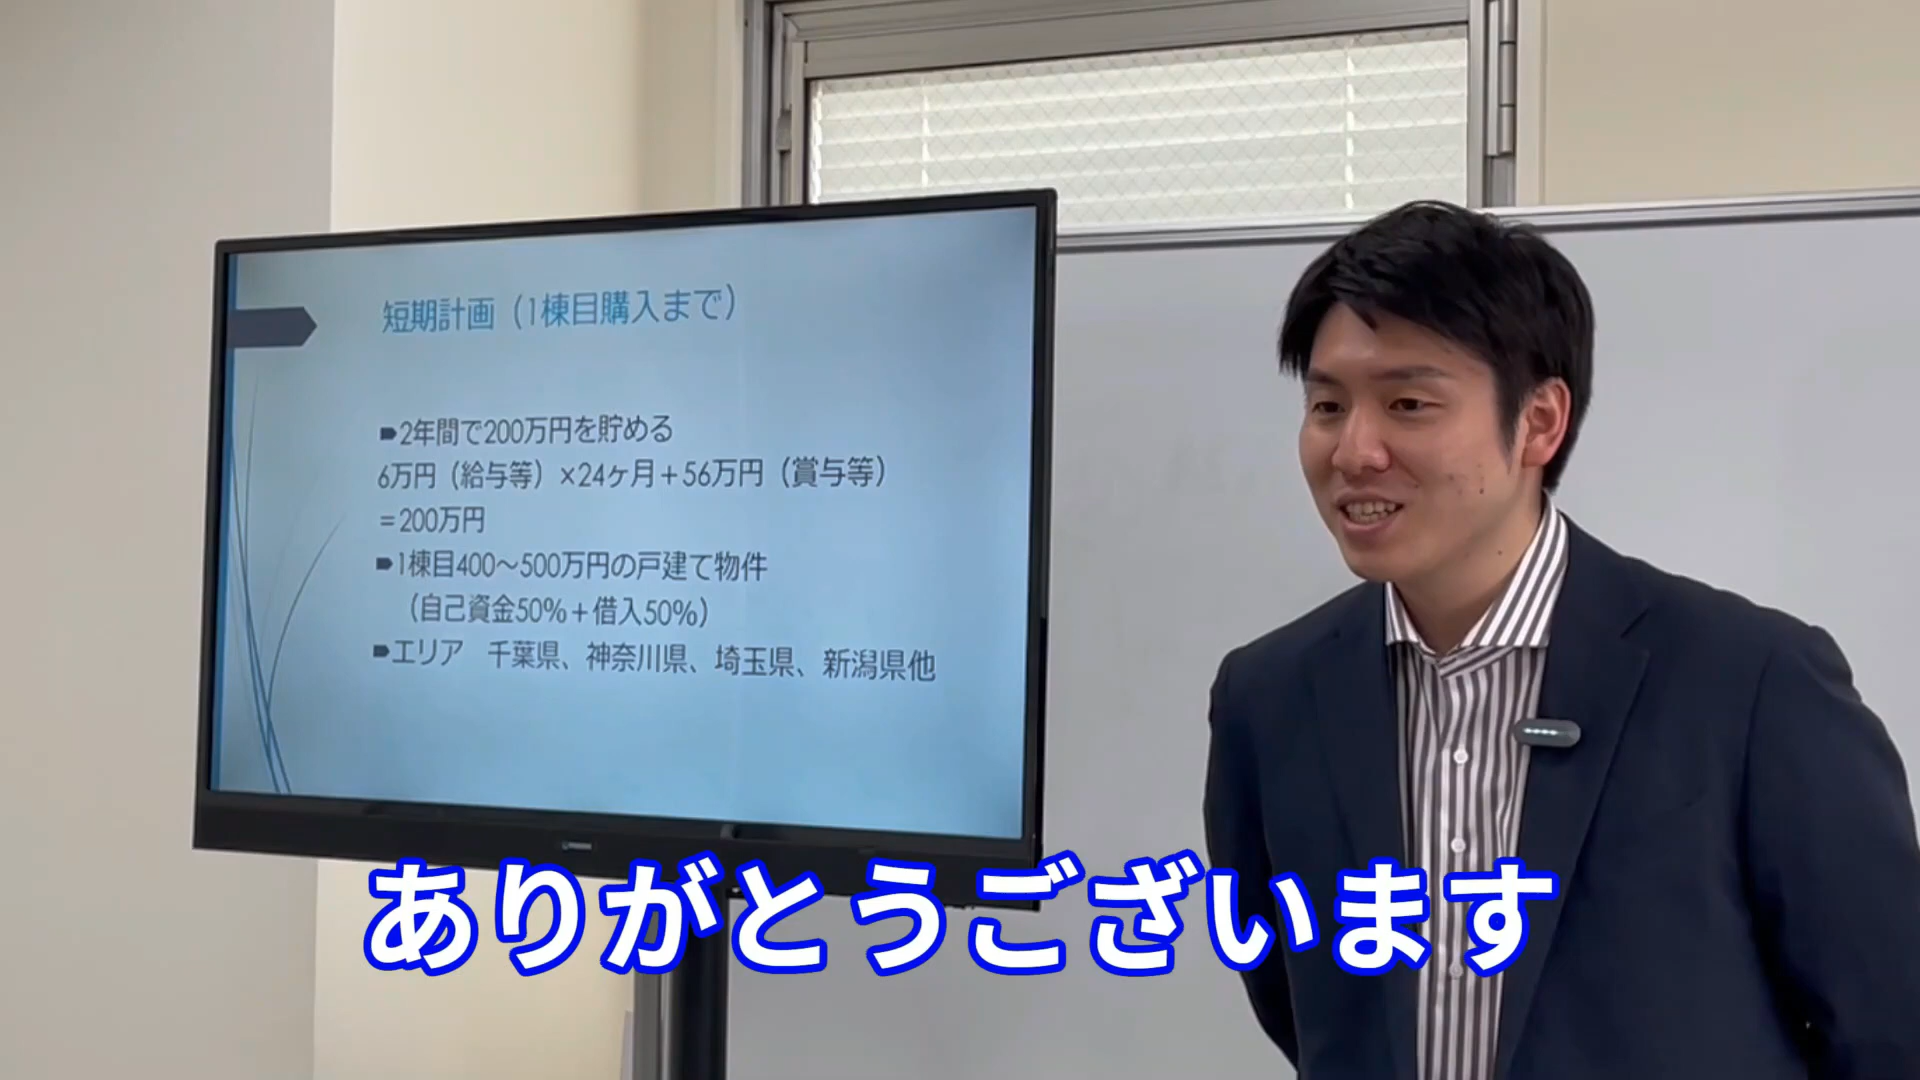 短期計画（1棟目購入まで）
2年間で200万円を貯める
6万円（給与等）×24ヶ月＋56万円（賞与等）
＝200万円
1棟目400～500万円の戸建て物件
（自己資金50%＋借入50%）
エリア　千葉県、神奈川県、埼玉県、新潟県他
ありがとうございます